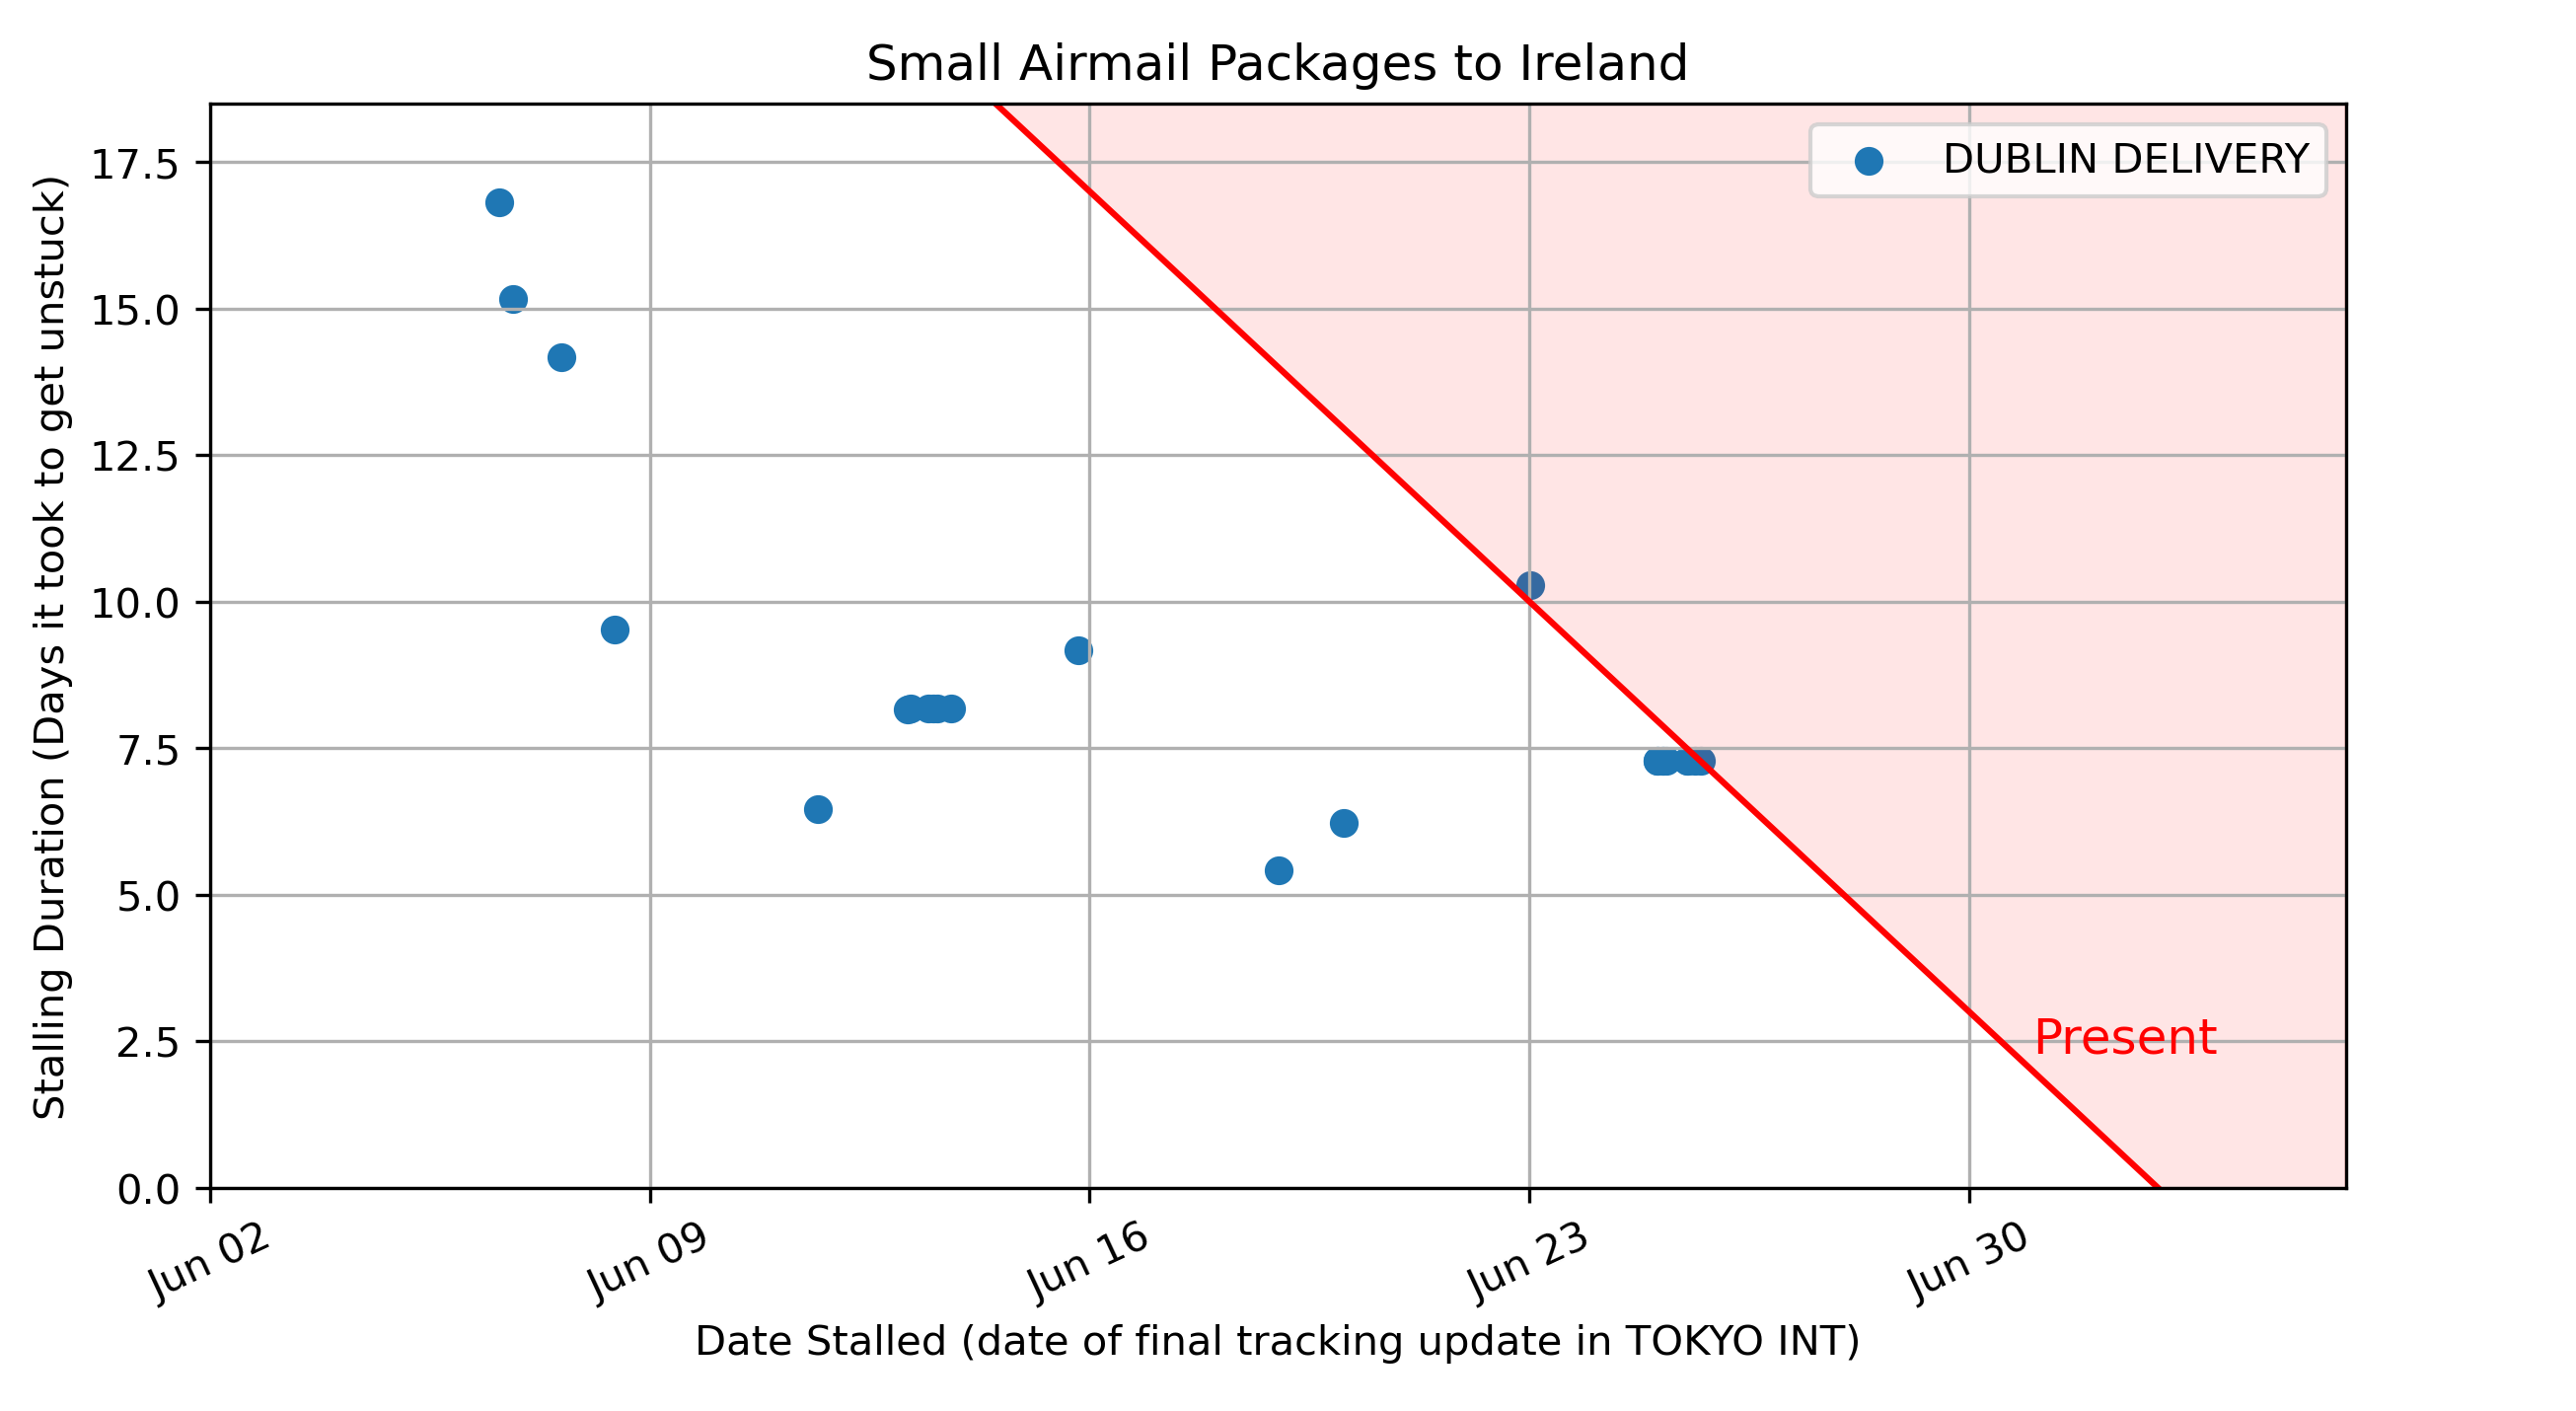 Small Airmail Packages to Ireland
DUBLIN DELIVERY
Stalling Duration (Days it took to get unstuck)
17.5
15.0
12.5
10.0
7.5
5.0
2.5
0.0
Present
Jun 02
Jun 09
Jun 16
Jun 23
Jun 30
Date Stalled (date of final tracking update in TOKYO INT)